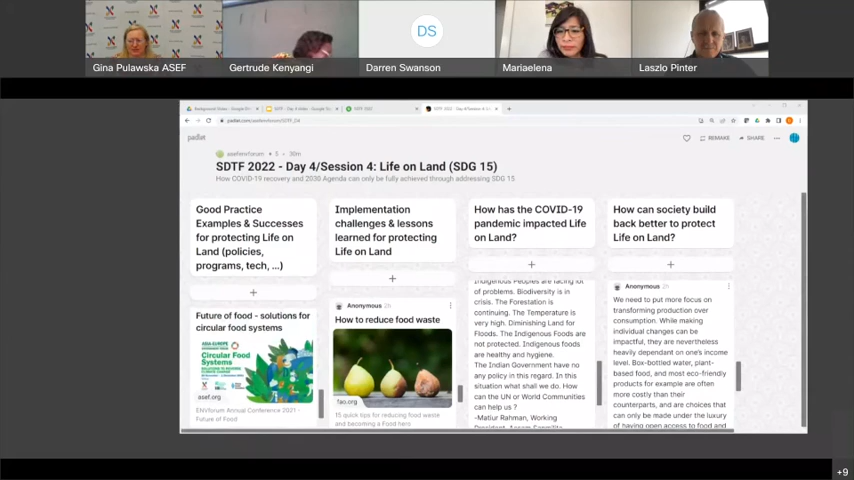 DS
Gina Pulawska ASEF
Gertrude Kenyangi
Darren Swanson
Mariaelena
Laszlo Pinter
padlet
REMAKE
SHARE
asefenvforum • 5 • 30m
SDTF 2022 - Day 4/Session 4: Life on Land (SDG 15)
How COVID-19 recovery and 2030 Agenda can only be fully achieved through addressing SDG 15
Good Practice
Examples & Successes
for protecting Life on
Land (policies,
programs, tech, ...)
Future of food - solutions for
circular food systems
Circular Food
Systems
asef.org
ENVforum Annual Conference 2021 -
Future of Food
Implementation
challenges & lessons
learned for protecting
Life on Land
Anonymous 2h
How to reduce food waste
fao.org
15 quick tips for reducing food waste
and becoming a Food hero
How has the COVID-19
pandemic impacted Life
on Land?
Indigenous Peoples are facing lot
of problems. Biodiversity is in
crisis. The Forestation is
continuing. The Temperature is
very high. Diminishing Land for
Floods. The Indigenous Foods are
not protected. Indigenous foods
are healthy and hygiene.
The Indian Government have no
any policy in this regard. In this
situation what shall we do. How
can the UN or World Communities
can help us ?
-Matiur Rahman, Working
How can society build
back better to protect
Life on Land?
Anonymous 2h
We need to put more focus on
transforming production over
consumption. While making
individual changes can be
impactful, they are nevertheless
heavily dependant on one's income
level. Box-bottled water, plant-
based food, and most eco-friendly
products for example are often
more costly than their
counterparts, and are choices that
can only be made under the luxury
of having open access to food and
+9